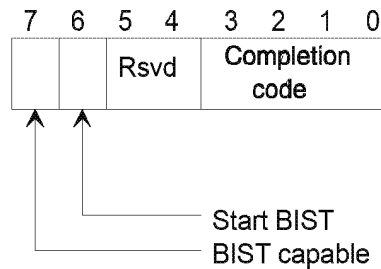 7 6 5 4 3 2 1 0
Rsvd
Completion
code
Start BIST
BIST capable